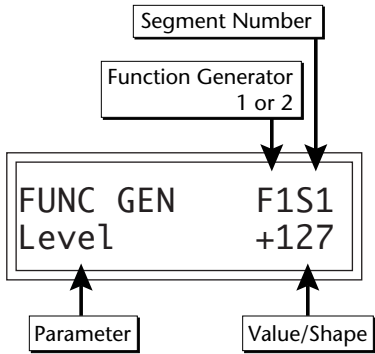 Segment Number
Function Generator
1 or 2
FUNC GEN F1S1
Level +127
Parameter
Value/Shape